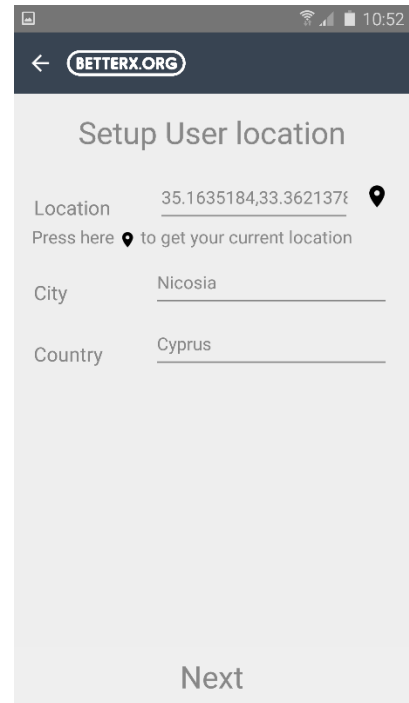 10:52
BETTERX.ORG
Setup User location
Location 35.1635184,33.3621378
Press here to get your current location
City Nicosia
Country Cyprus
Next